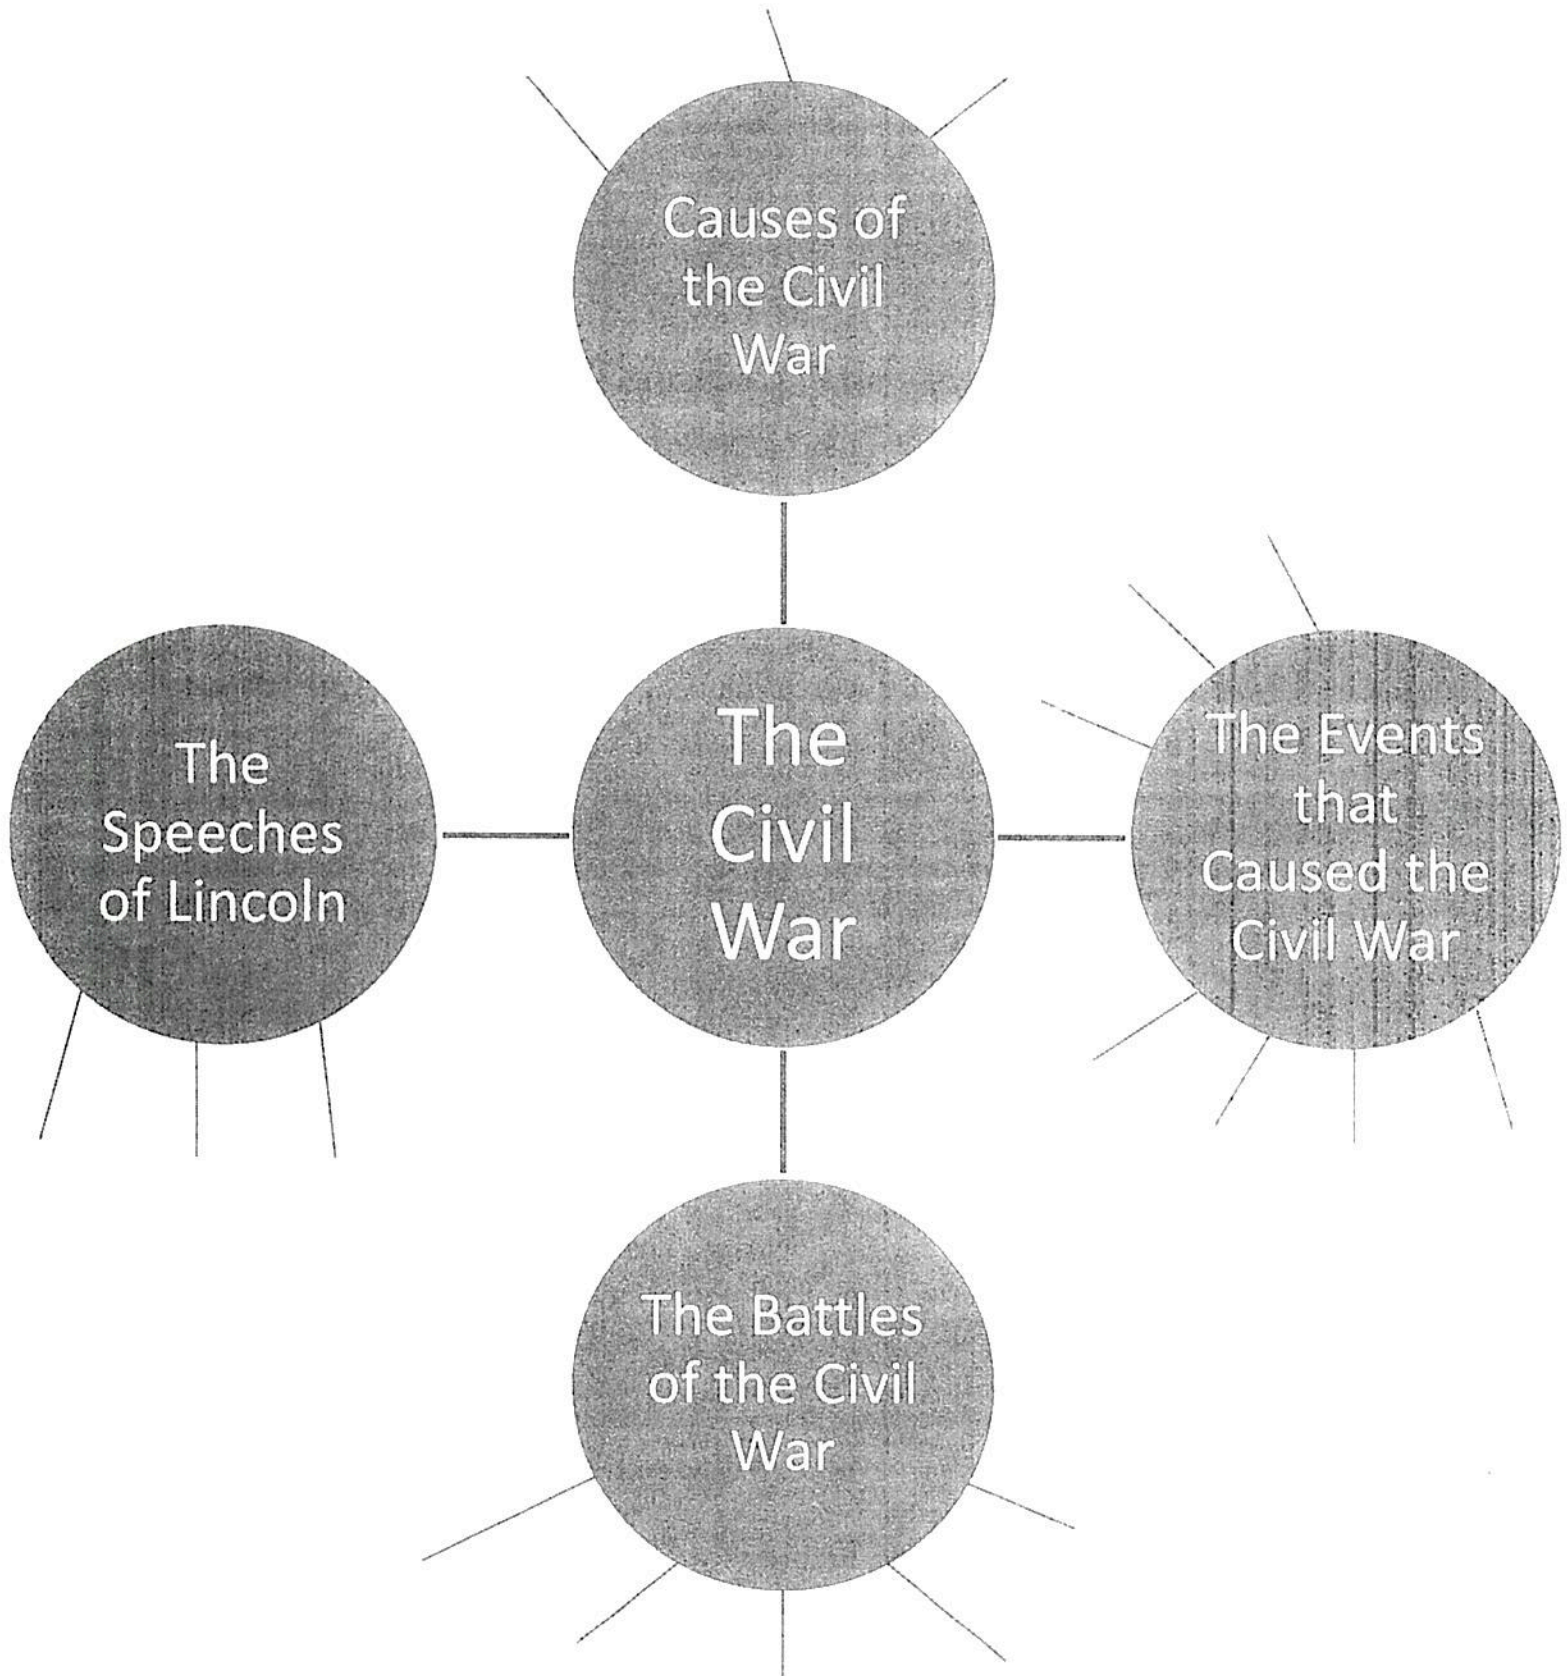 Causes of
the Civil
War
The
Speeches
of Lincoln
The
Civil
War
The Events
that
Caused the
Civil War
The Battles
of the Civil
War